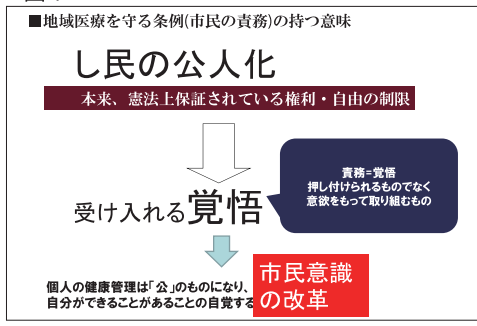 ■地域医療を守る条例(市民の責務)の持つ意味
し民の公人化
本来、憲法上保証されている権利・自由の制限
責務=覚悟
押し付けられるものでなく
意欲をもって取り組むもの
受け入れる覚悟
個人の健康管理は「公」のものになり、
自分ができることがあることの自覚する
市民意識
の改革